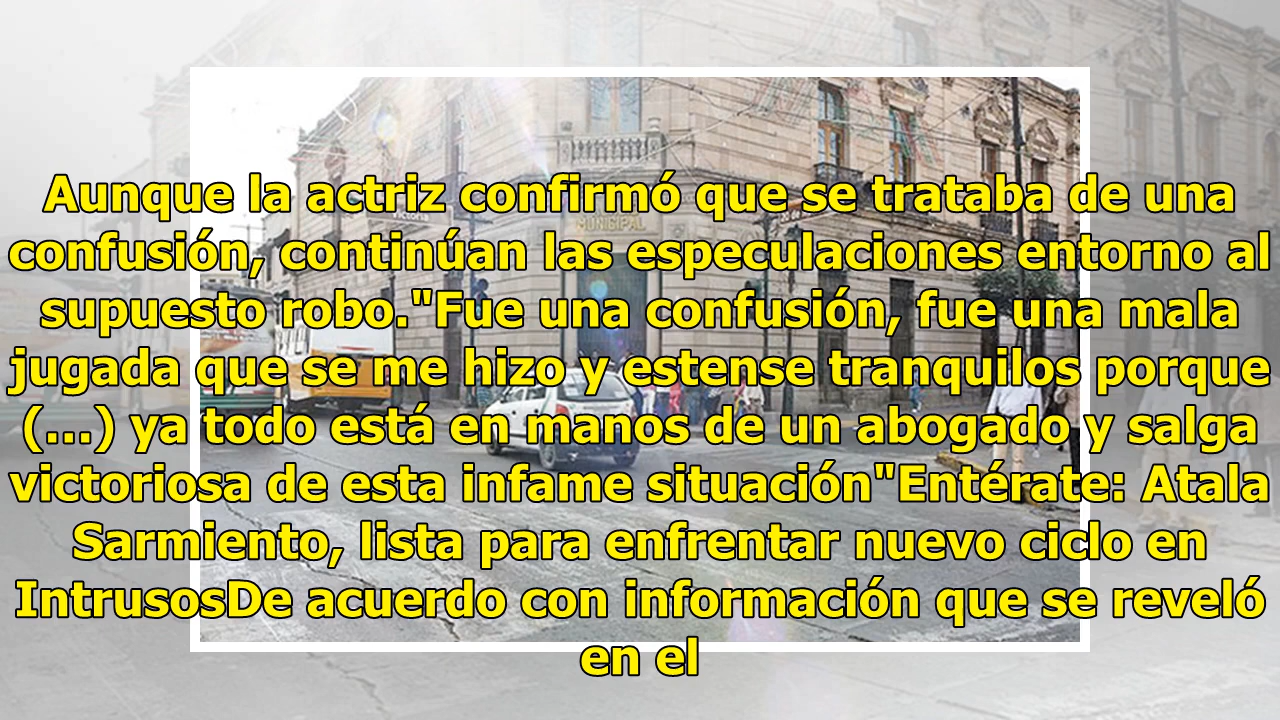 Aunque la actriz confirmó que se trataba de una
confusión, continúan las especulaciones entorno al
supuesto robo."Fue una confusión, fue una mala
jugada que se me hizo y estense tranquilos porque
(...) ya todo está en manos de un abogado y salga
victoriosa de esta infame situación"Entérate: Atala
Sarmiento, lista para enfrentar nuevo ciclo en
IntrusosDe acuerdo con información que se reveló
en el
Victoria
MUNICIPAL